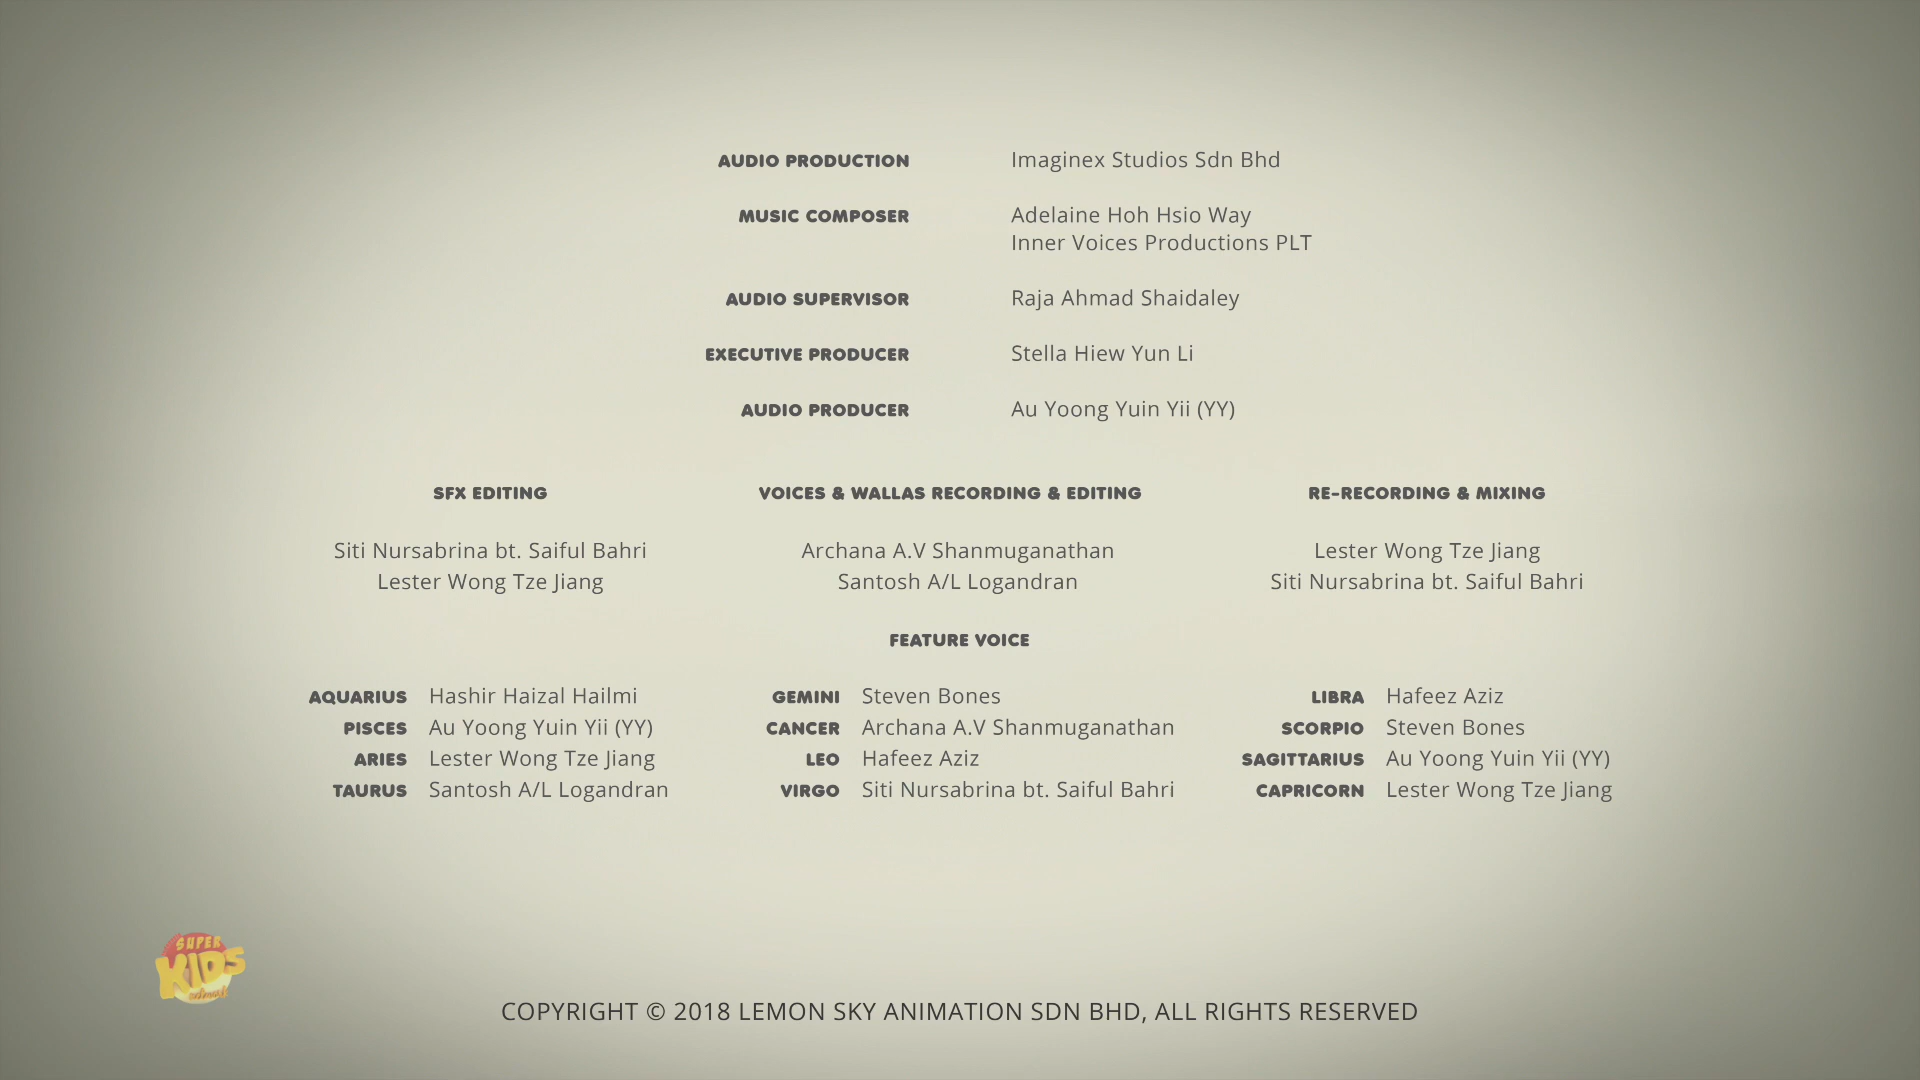 AUDIO PRODUCTION Imaginex Studios Sdn Bhd
MUSIC COMPOSER Adelaine Hoh Hsio Way
Inner Voices Productions PLT
AUDIO SUPERVISOR Raja Ahmad Shaidaley
EXECUTIVE PRODUCER Stella Hiew Yun Li
AUDIO PRODUCER Au Yoong Yuin Yii (YY)
SFX EDITING
Siti Nursabrina bt. Saiful Bahri
Lester Wong Tze Jiang
VOICES & WALLAS RECORDING & EDITING
Archana A.V Shanmuganathan
Santosh A/L Logandran
RE-RECORDING & MIXING
Lester Wong Tze Jiang
Siti Nursabrina bt. Saiful Bahri
FEATURE VOICE
AQUARIUS Hashir Haizal Hailmi
PISCES Au Yoong Yuin Yii (YY)
ARIES Lester Wong Tze Jiang
TAURUS Santosh A/L Logandran
GEMINI Steven Bones
CANCER Archana A.V Shanmuganathan
LEO Hafeez Aziz
VIRGO Siti Nursabrina bt. Saiful Bahri
LIBRA Hafeez Aziz
SCORPIO Steven Bones
SAGITTARIUS Au Yoong Yuin Yii (YY)
CAPRICORN Lester Wong Tze Jiang
SUPER
KIDS
COPYRIGHT © 2018 LEMON SKY ANIMATION SDN BHD, ALL RIGHTS RESERVED